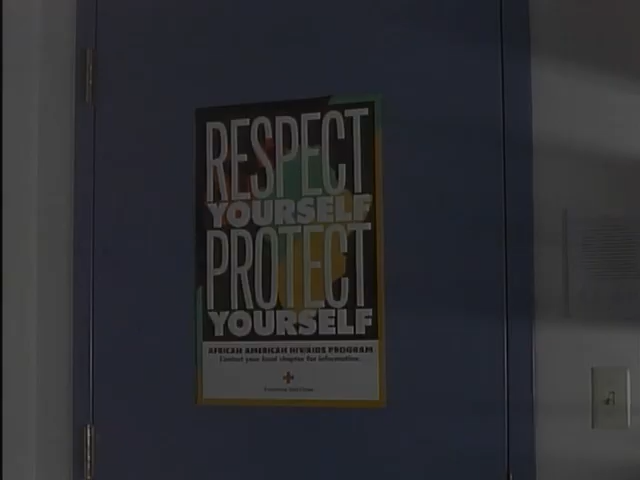 RESPECT
YOURSELF
PROTECT
YOURSELF
AFRICAN AMERICAN HIV/AIDS PROGRAM
Contact your local chapter for information.